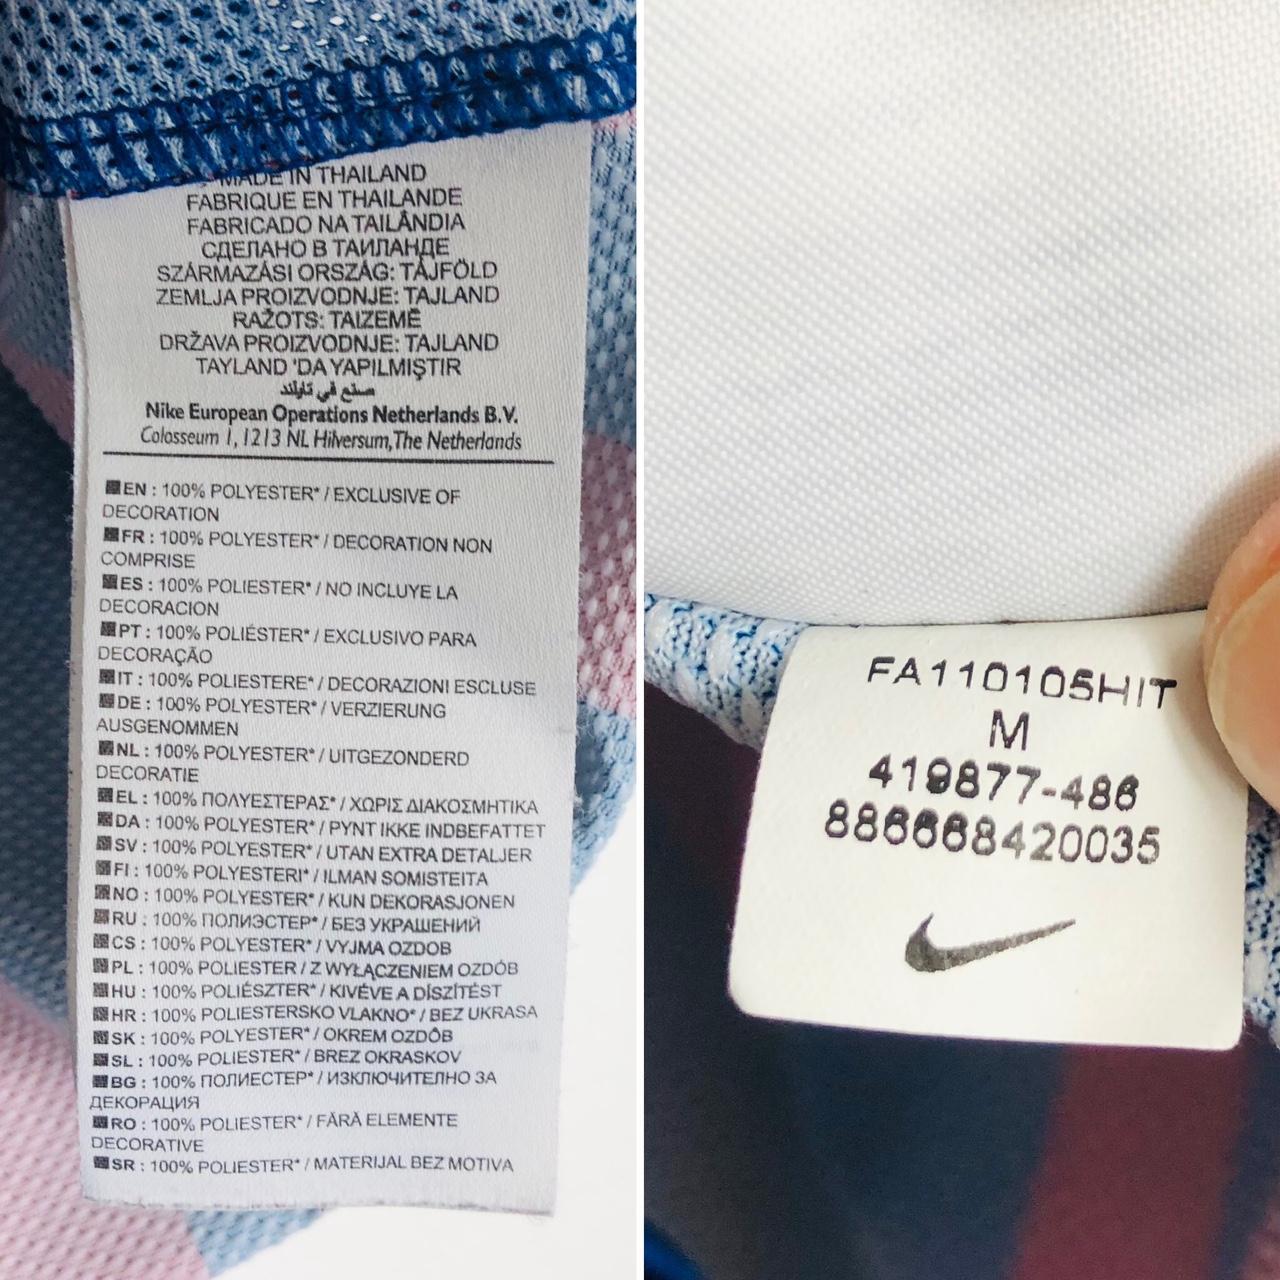 MADE IN THAILAND
FABRIQUE EN THAILANDE
FABRICADO NA TAILÂNDIA
СДЕЛАНО В ТАИЛАНДЕ
SZÁRMAZÁSI ORSZÁG: TÁJFÖLD
ZEMLJA PROIZVODNJE: TAJLAND
RAŽOTS: TAIZEMĒ
DRŽAVA PROIZVODNJE: TAJLAND
TAYLAND 'DA YAPILMIŞTIR
صنع في تايلند
Nike European Operations Netherlands B.V.
Colosseum 1, 1213 NL Hilversum, The Netherlands
EN : 100% POLYESTER* / EXCLUSIVE OF
DECORATION
FR : 100% POLYESTER* / DECORATION NON
COMPRISE
ES : 100% POLIESTER* / NO INCLUYE LA
DECORACION
PT : 100% POLIÉSTER* / EXCLUSIVO PARA
DECORAÇÃO
IT : 100% POLIESTERE* / DECORAZIONI ESCLUSE
DE : 100% POLYESTER* / VERZIERUNG
AUSGENOMMEN
NL : 100% POLYESTER* / UITGEZONDERD
DECORATIE
EL : 100% ΠΟΛΥΕΣΤΕΡΑΣ* / ΧΩΡΙΣ ΔΙΑΚΟΣΜΗΤΙΚΑ
DA : 100% POLYESTER* / PYNT IKKE INDBEFATTET
SV : 100% POLYESTER* / UTAN EXTRA DETALJER
FI : 100% POLYESTERI* / ILMAN SOMISTEITA
NO : 100% POLYESTER* / KUN DEKORASJONEN
RU : 100% ПОЛИЭСТЕР* / БЕЗ УКРАШЕНИЙ
CS : 100% POLYESTER* / VYJMA OZDOB
PL : 100% POLIESTER / Z WYŁĄCZENIEM OZDÓB
HU : 100% POLIÉSZTER* / KIVÉVE A DÍSZÍTÉST
HR : 100% POLIESTERSKO VLAKNO* / BEZ UKRASA
SK : 100% POLYESTER* / OKREM OZDÔB
SL : 100% POLIESTER* / BREZ OKRASKOV
BG : 100% ПОЛИЕСТЕР* / ИЗКЛЮЧИТЕЛНО ЗА
ДЕКОРАЦИЯ
RO : 100% POLIESTER* / FĂRĂ ELEMENTE
DECORATIVE
SR : 100% POLIESTER* / MATERIJAL BEZ MOTIVA
FA110105HIT
M
419877-486
886668420035